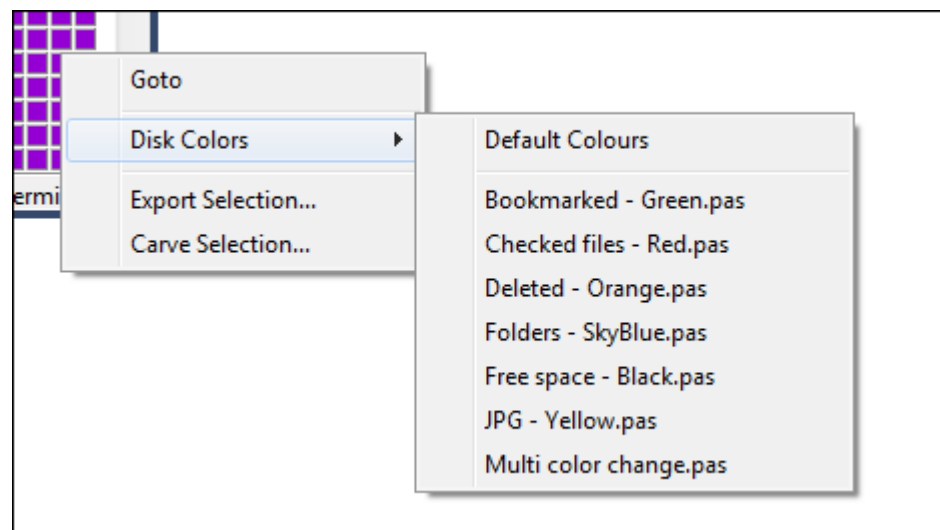 Goto
Disk Colors
Export Selection...
Carve Selection...
ermi
Default Colours
Bookmarked - Green.pas
Checked files - Red.pas
Deleted - Orange.pas
Folders - SkyBlue.pas
Free space - Black.pas
JPG - Yellow.pas
Multi color change.pas